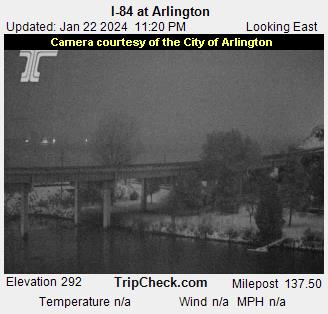 I-84 at Arlington
Updated: Jan 22 2024 11:20 PM Looking East
Camera courtesy of the City of Arlington
Elevation 292 TripCheck.com Milepost 137.50
Temperature n/a Wind n/a MPH n/a